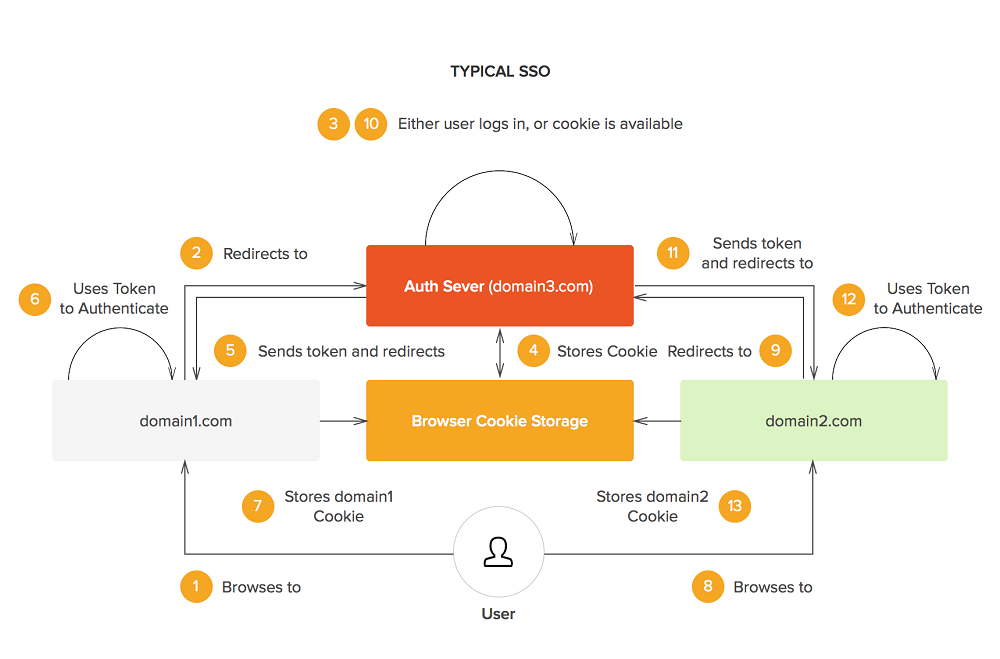 TYPICAL SSO
3 10 Either user logs in, or cookie is available
2 Redirects to
11 Sends token
and redirects to
6 Uses Token
to Authenticate
Auth Sever (domain3.com)
12 Uses Token
to Authenticate
5 Sends token and redirects
4 Stores Cookie
Redirects to 9
domain1.com
Browser Cookie Storage
domain2.com
7 Stores domain1
Cookie
Stores domain2
Cookie 13
1 Browses to
8 Browses to
User